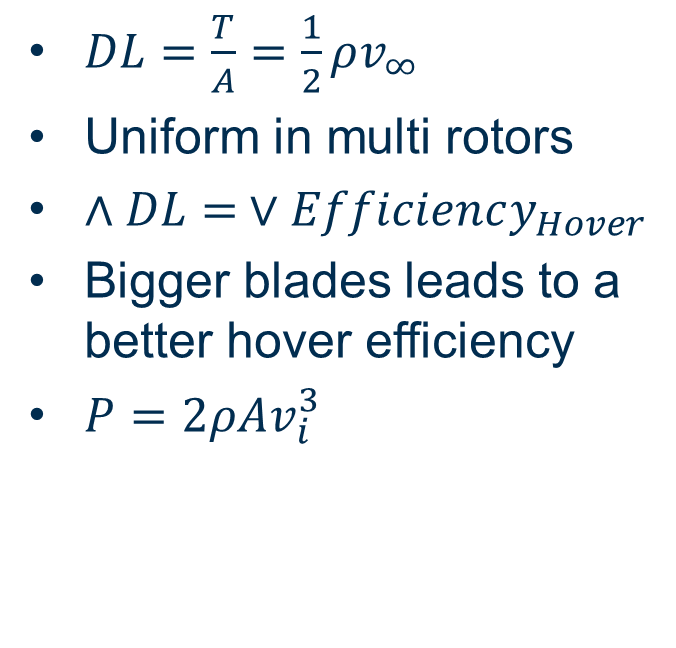 • DL = T/A = 1/2 ρv∞
• Uniform in multi rotors
• ∧ DL = ∨ Efficiency_Hover
• Bigger blades leads to a
better hover efficiency
• P = 2ρAv_i^3